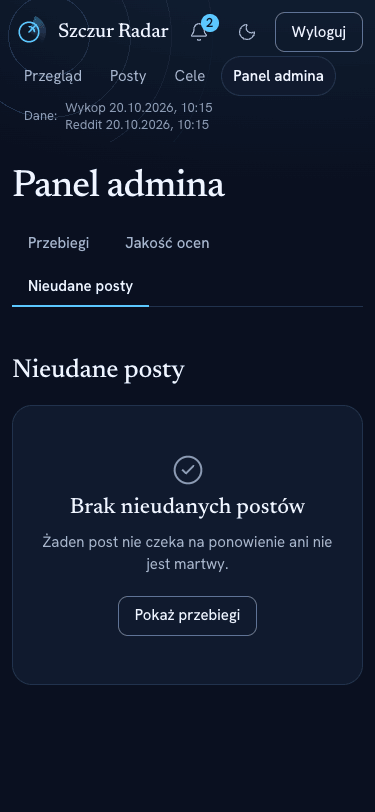 Szczur Radar
2
Wyloguj
Przegląd
Posty
Cele
Panel admina
Dane:
Wykop 20.10.2026, 10:15
Reddit 20.10.2026, 10:15
Panel admina
Przebiegi
Jakość ocen
Nieudane posty
Nieudane posty
Brak nieudanych postów
Żaden post nie czeka na ponowienie ani nie
jest martwy.
Pokaż przebiegi